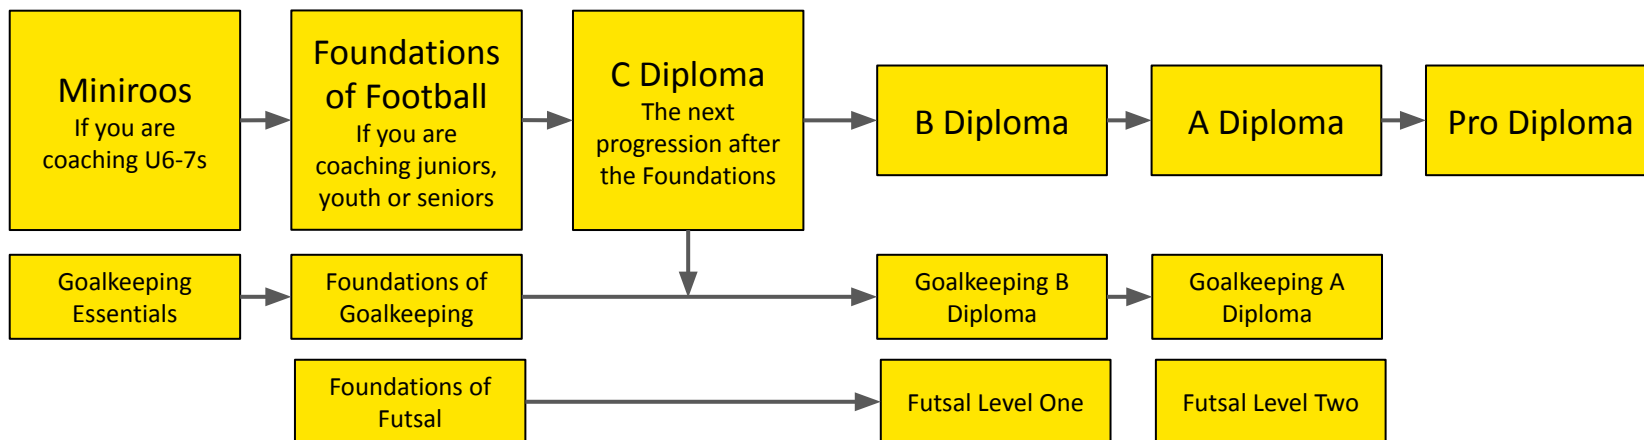 Miniroos
If you are
coaching U6-7s
Foundations
of Football
If you are
coaching juniors,
youth or seniors
C Diploma
The next
progression after
the Foundations
B Diploma
A Diploma
Pro Diploma
Goalkeeping
Essentials
Foundations of
Goalkeeping
Goalkeeping B
Diploma
Goalkeeping A
Diploma
Foundations of
Futsal
Futsal Level One
Futsal Level Two